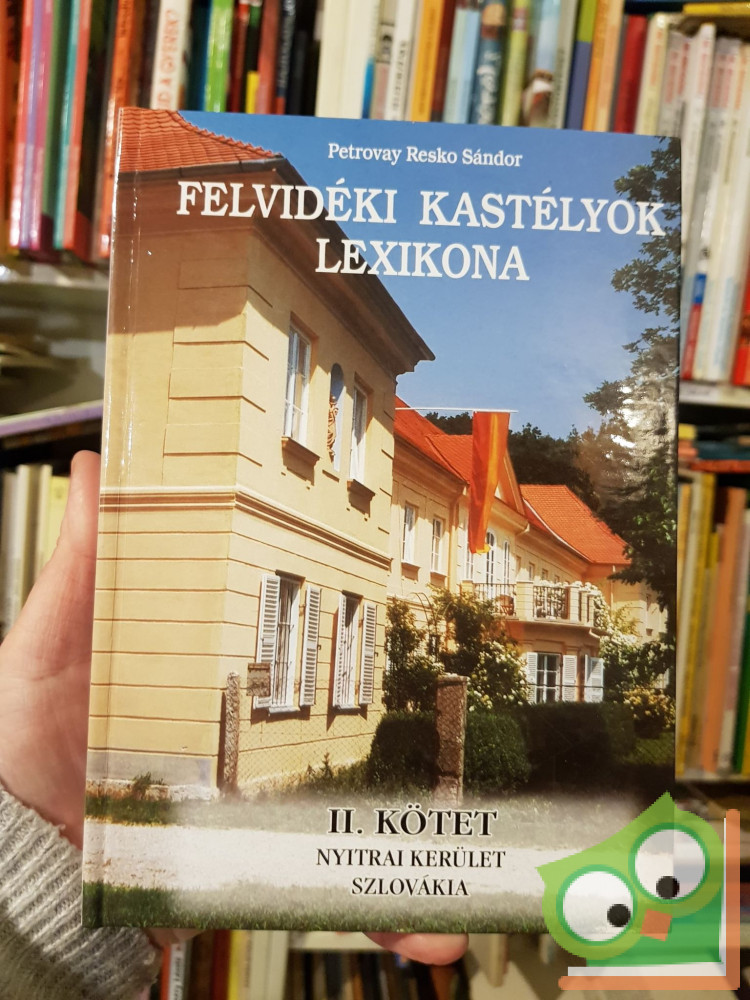 Petrovay Resko Sándor
FELVIDÉKI KASTÉLYOK
LEXIKONA
II. KÖTET
NYITRAI KERÜLET
SZLOVÁKIA